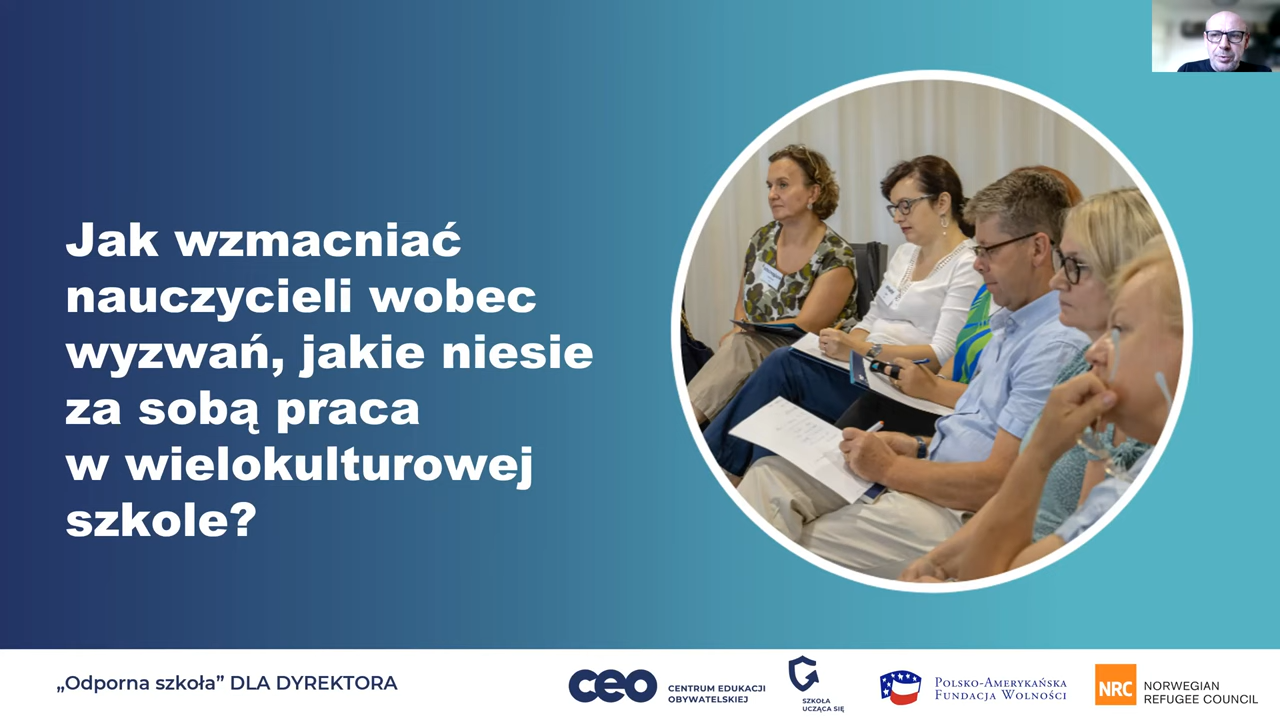 Jak wzmacniać
nauczycieli wobec
wyzwań, jakie niesie
za sobą praca
w wielokulturowej
szkole?
„Odporna szkoła” DLA DYREKTORA
ceo
CENTRUM EDUKACJI
OBYWATELSKIEJ
SZKOŁA
UCZĄCA SIĘ
POLSKO-AMERYKAŃSKA
FUNDACJA WOLNOŚCI
NRC
NORWEGIAN
REFUGEE COUNCIL